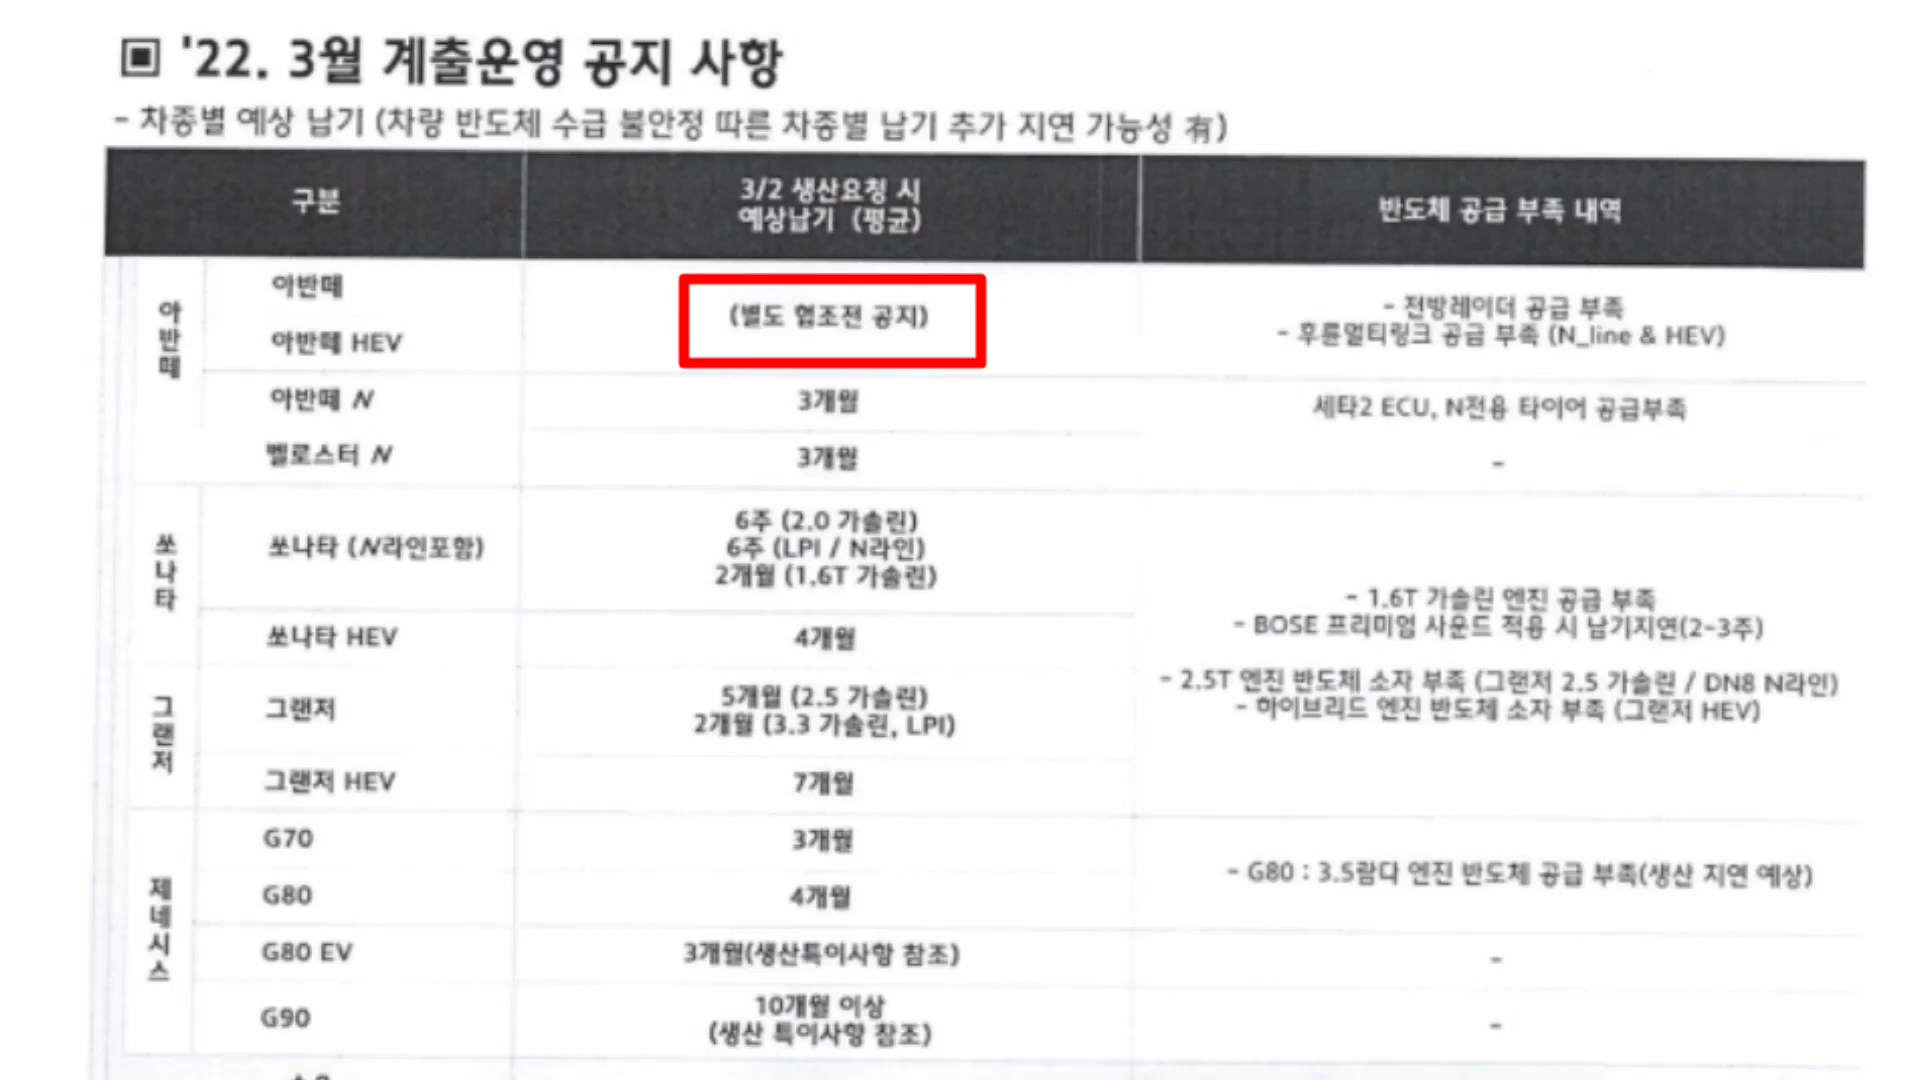 ▣ '22. 3월 계출운영 공지 사항
- 차종별 예상 납기 (차량 반도체 수급 불안정 따른 차종별 납기 추가 지연 가능성 有)
구분
3/2 생산요청 시
예상납기 (평균)
반도체 공급 부족 내역
아반떼
아반떼
아반떼 HEV
(별도 협조전 공지)
- 전방레이더 공급 부족
- 후륜멀티링크 공급 부족 (N_line & HEV)
아반떼 N
3개월
세타2 ECU, N전용 타이어 공급부족
벨로스터 N
3개월
-
쏘나타
쏘나타 (N라인포함)
6주 (2.0 가솔린)
6주 (LPI / N라인)
2개월 (1.6T 가솔린)
쏘나타 HEV
4개월
- 1.6T 가솔린 엔진 공급 부족
- BOSE 프리미엄 사운드 적용 시 납기지연(2-3주)
- 2.5T 엔진 반도체 소자 부족 (그랜저 2.5 가솔린 / DN8 N라인)
- 하이브리드 엔진 반도체 소자 부족 (그랜저 HEV)
그랜저
그랜저
5개월 (2.5 가솔린)
2개월 (3.3 가솔린, LPI)
그랜저 HEV
7개월
제네시스
G70
3개월
G80
4개월
- G80 : 3.5람다 엔진 반도체 공급 부족(생산 지연 예상)
G80 EV
3개월(생산특이사항 참조)
-
G90
10개월 이상
(생산 특이사항 참조)
-